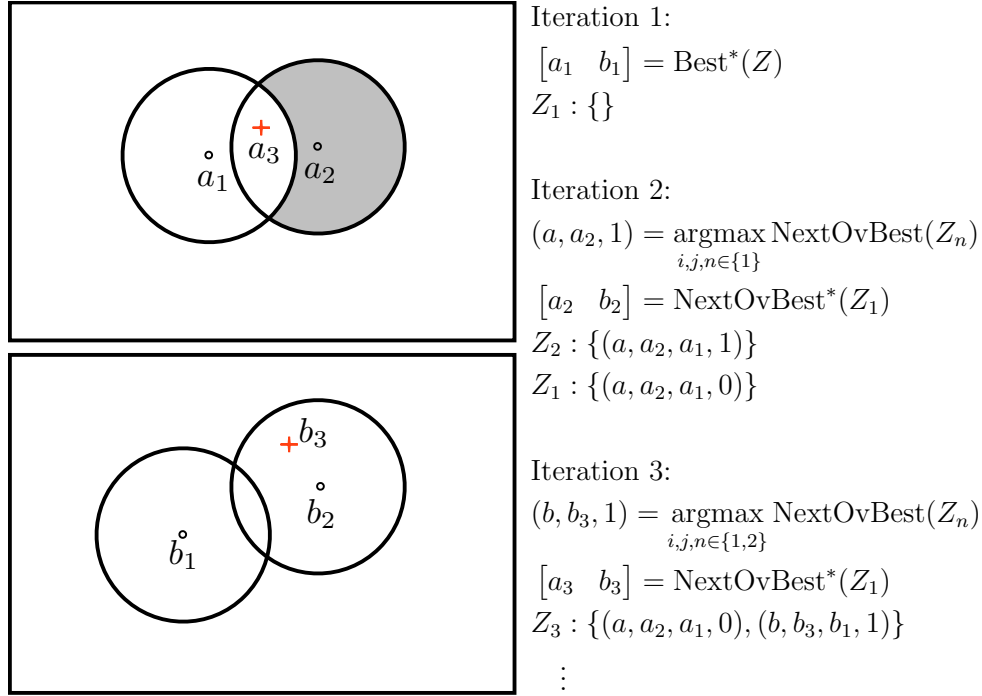 a₁
a₃
a₂
b₁
b₃
b₂
Iteration 1:
[a₁ b₁] = Best*(Z)
Z₁ : {}
Iteration 2:
(a, a₂, 1) = argmax NextOvBest(Zₙ)
i,j,n∈{1}
[a₂ b₂] = NextOvBest*(Z₁)
Z₂ : {(a, a₂, a₁, 1)}
Z₁ : {(a, a₂, a₁, 0)}
Iteration 3:
(b, b₃, 1) = argmax NextOvBest(Zₙ)
i,j,n∈{1,2}
[a₃ b₃] = NextOvBest*(Z₁)
Z₃ : {(a, a₂, a₁, 0), (b, b₃, b₁, 1)}
⋮